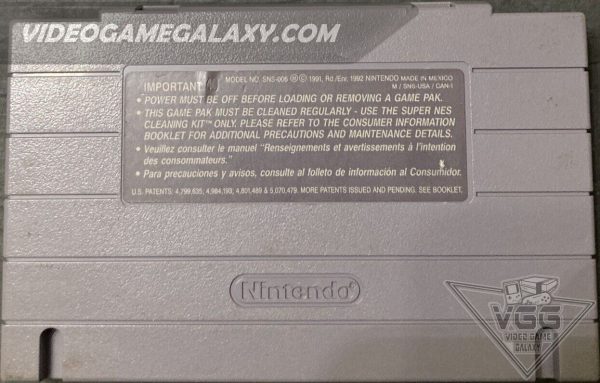 VIDEOGAMEGALAXY.COM
IMPORTANT:
MODEL NO. SNS-006 ⓂⒸ 1991, Rd./Enr. 1992 NINTENDO MADE IN MEXICO
M / SNS-USA / CAN-1
• POWER MUST BE OFF BEFORE LOADING OR REMOVING A GAME PAK.
• THIS GAME PAK MUST BE CLEANED REGULARLY - USE THE SUPER NES
CLEANING KIT™ ONLY. PLEASE REFER TO THE CONSUMER INFORMATION
BOOKLET FOR ADDITIONAL PRECAUTIONS AND MAINTENANCE DETAILS.
• Veuillez consulter le manuel "Renseignements et avertissements à l'intention
des consommateurs."
• Para precauciones y avisos, consulte al folleto de información al Consumidor.
U.S. PATENTS: 4,799,635, 4,984,193, 4,801,489 & 5,070,479. MORE PATENTS ISSUED AND PENDING. SEE BOOKLET.
Nintendo®
VGG
VIDEO GAME
GALAXY